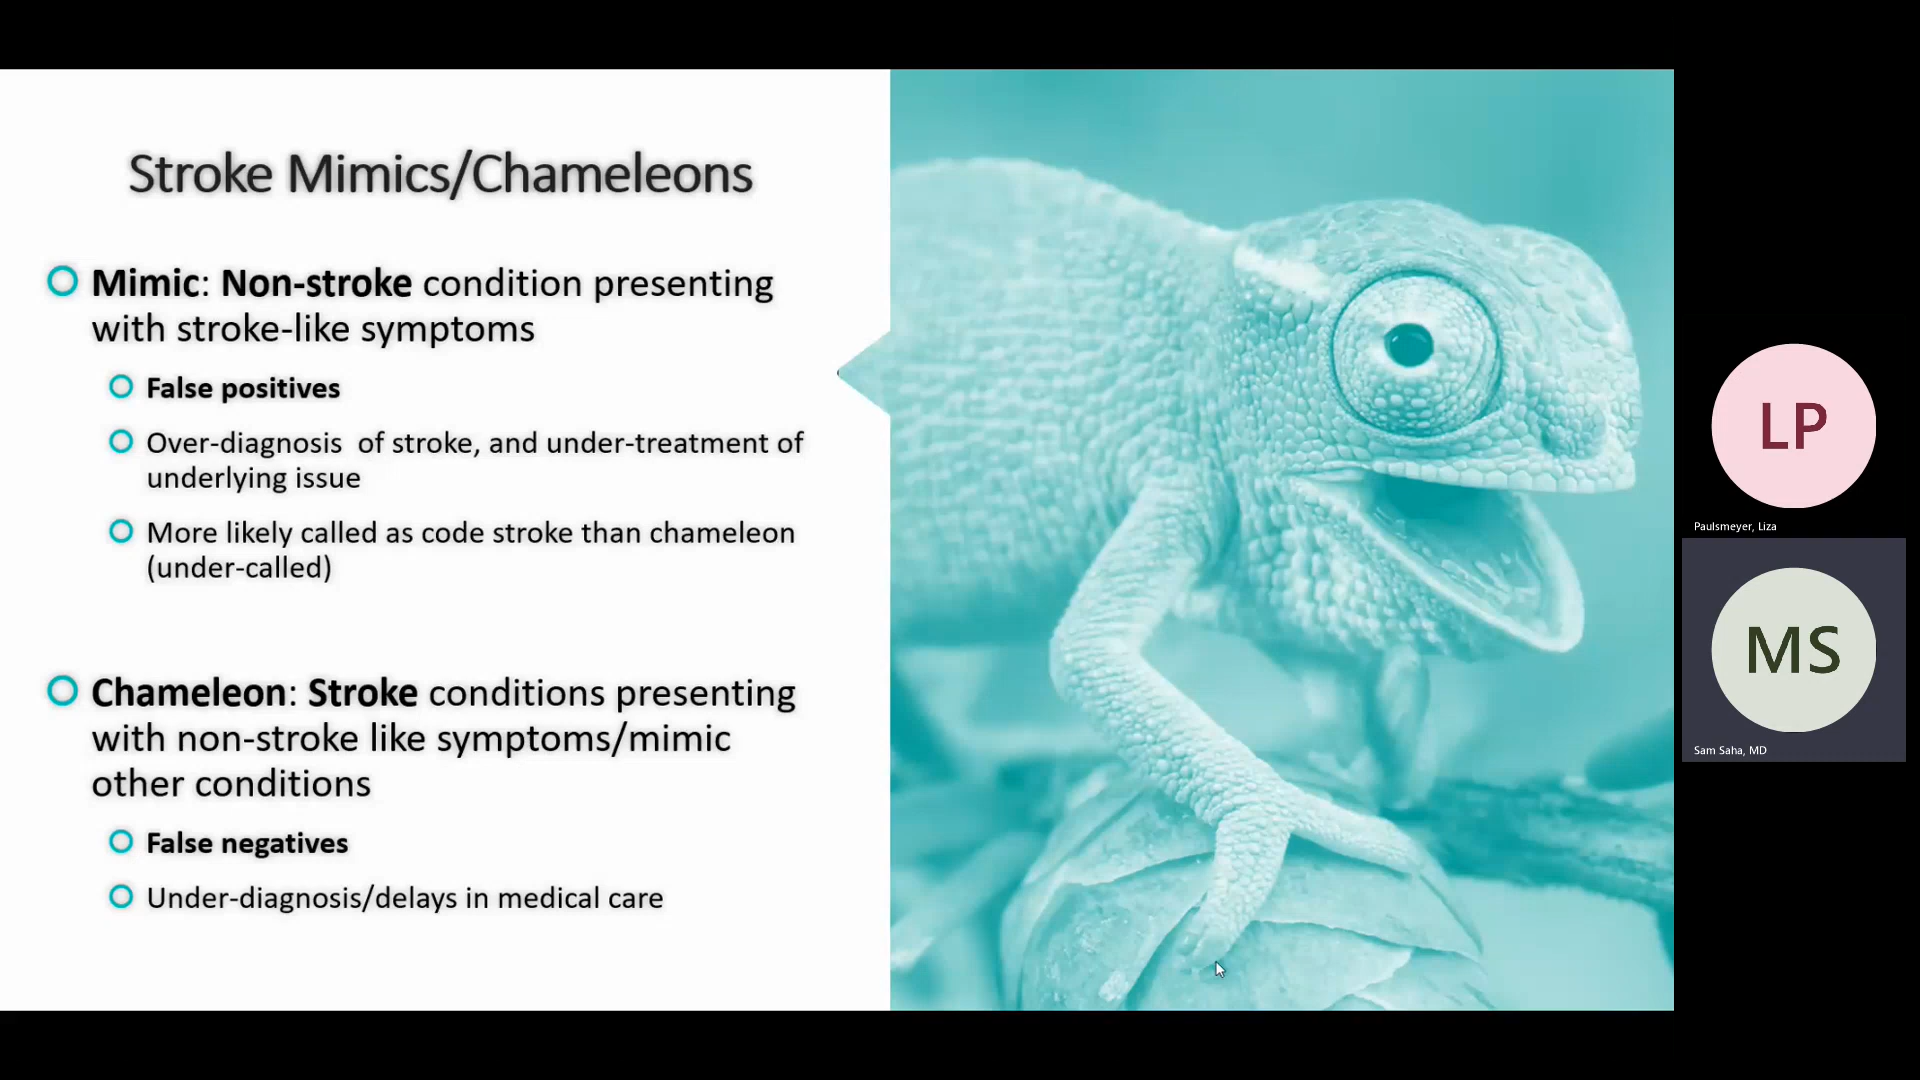 Stroke Mimics/Chameleons
Mimic: Non-stroke condition presenting
with stroke-like symptoms
False positives
Over-diagnosis  of stroke, and under-treatment of
underlying issue
More likely called as code stroke than chameleon
(under-called)
Chameleon: Stroke conditions presenting
with non-stroke like symptoms/mimic
other conditions
False negatives
Under-diagnosis/delays in medical care
LP
Paulsmeyer, Liza
MS
Sam Saha, MD